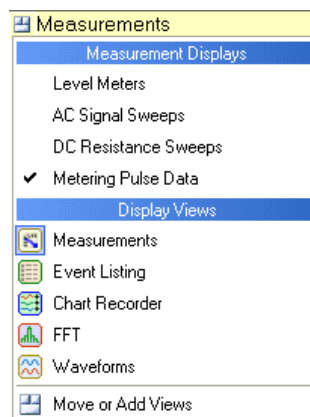 Measurements
Measurement Displays
Level Meters
AC Signal Sweeps
DC Resistance Sweeps
Metering Pulse Data
Display Views
Measurements
Event Listing
Chart Recorder
FFT
Waveforms
Move or Add Views